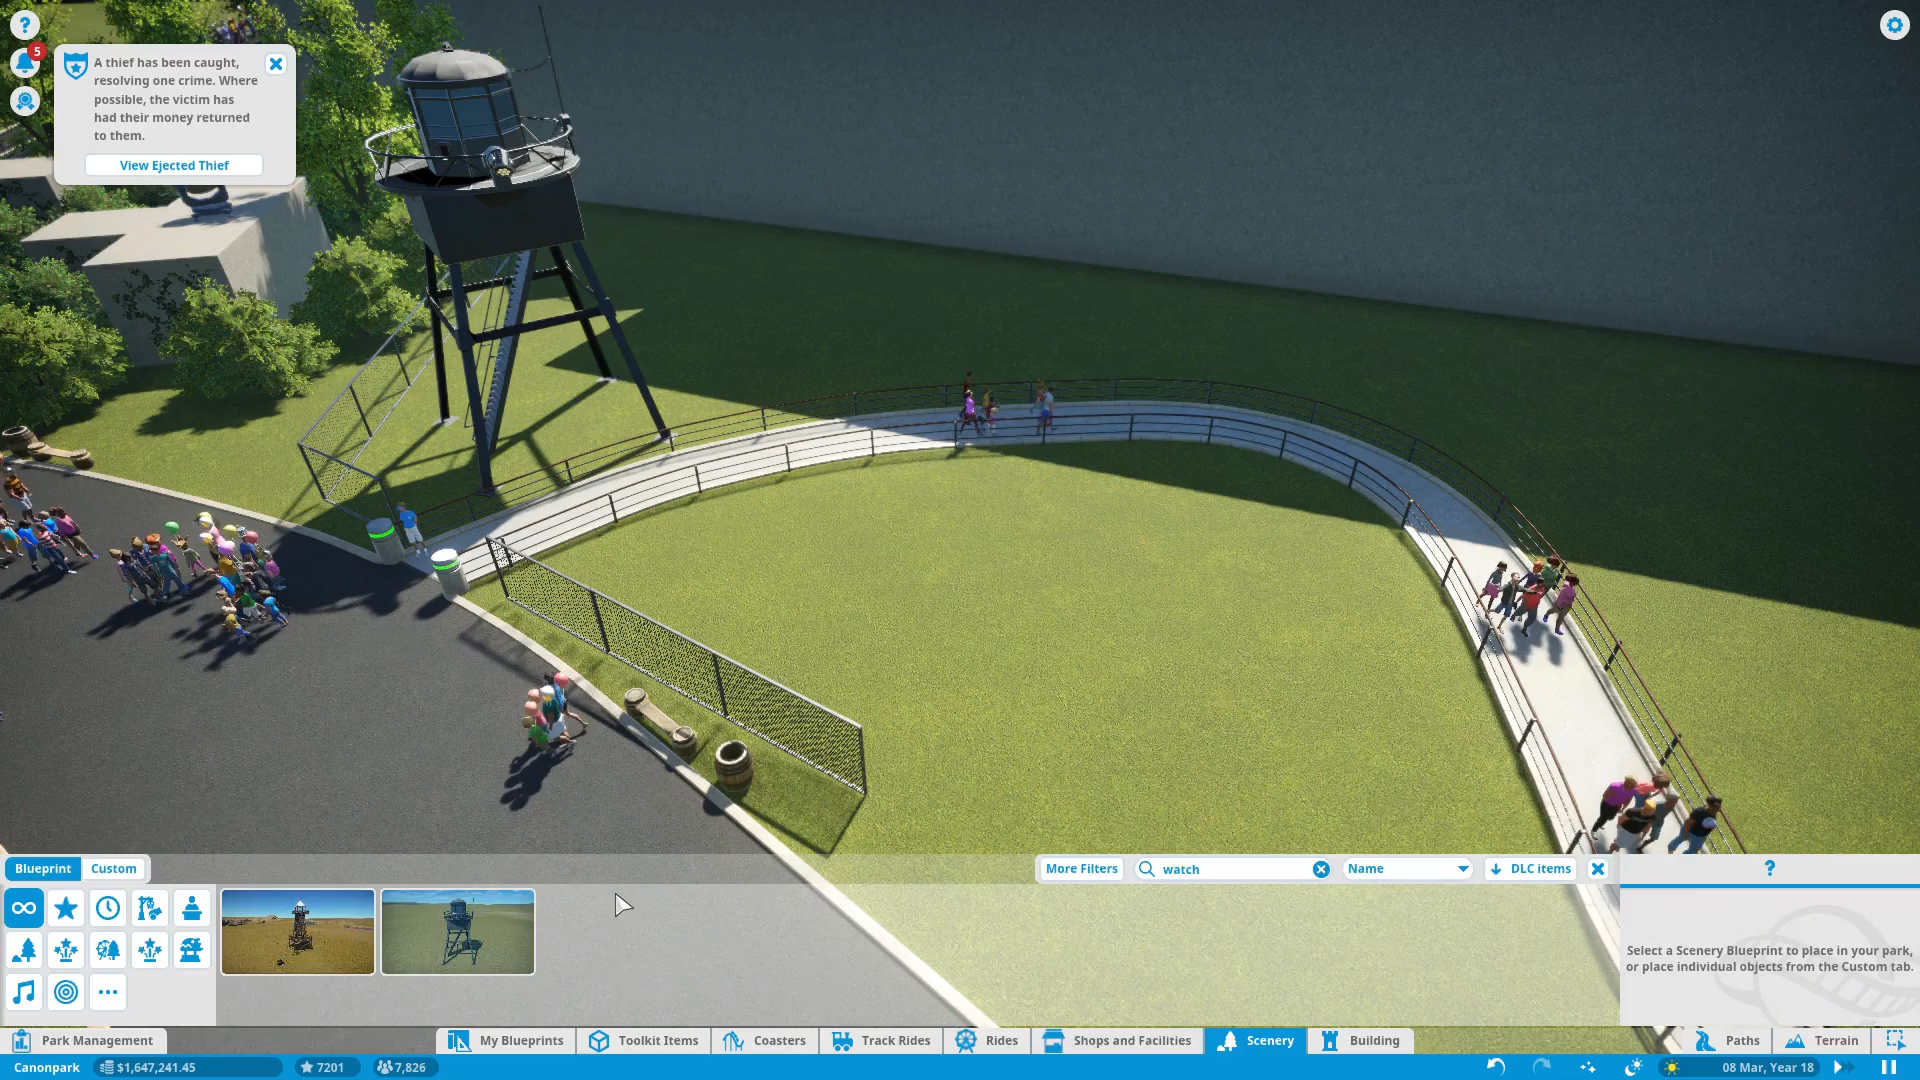 ?
5
A thief has been caught,
resolving one crime. Where
possible, the victim has
had their money returned
to them.
View Ejected Thief
Blueprint
Custom
More Filters
watch
Name
DLC items
?
Select a Scenery Blueprint to place in your park,
or place individual objects from the Custom tab.
Park Management
My Blueprints
Toolkit Items
Coasters
Track Rides
Rides
Shops and Facilities
Scenery
Building
Paths
Terrain
Canonpark
$1,647,241.45
7201
7,826
08 Mar, Year 18